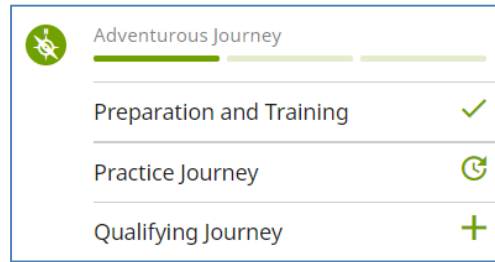 Adventurous Journey
Preparation and Training
Practice Journey
Qualifying Journey